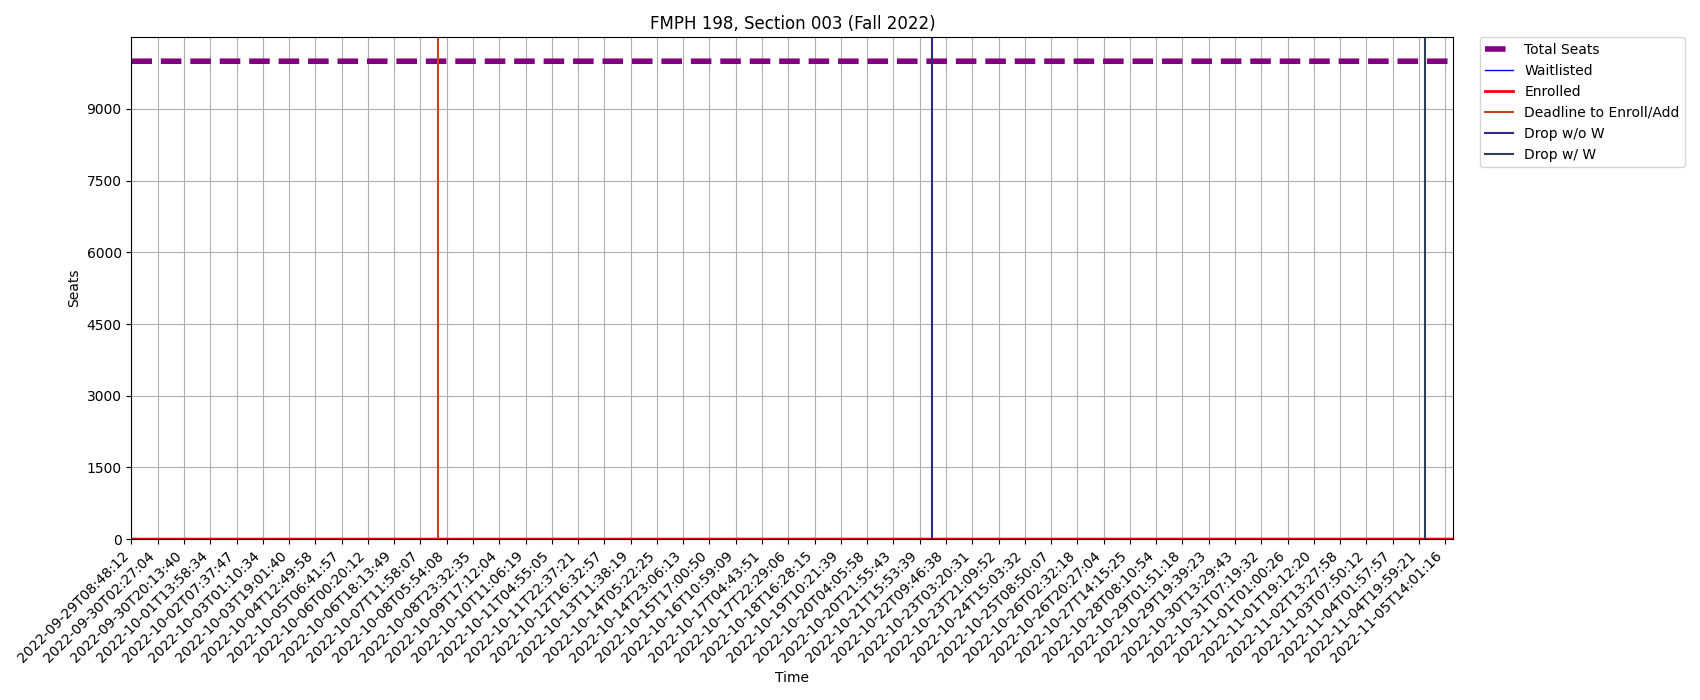 FMPH 198, Section 003 (Fall 2022)
Total Seats
Waitlisted
Enrolled
Deadline to Enroll/Add
Drop w/o W
Drop w/ W
Seats
9000
7500
6000
4500
3000
1500
0
2022-09-29T08:48:12
2022-09-30T02:27:04
2022-09-30T20:13:40
2022-10-01T13:58:34
2022-10-02T07:37:47
2022-10-03T01:10:34
2022-10-03T19:01:40
2022-10-04T12:49:58
2022-10-05T06:41:57
2022-10-06T00:20:12
2022-10-06T18:13:49
2022-10-07T11:58:07
2022-10-08T05:54:08
2022-10-08T23:32:35
2022-10-09T17:12:04
2022-10-10T11:06:19
2022-10-11T04:55:05
2022-10-11T22:37:21
2022-10-12T16:32:57
2022-10-13T11:38:19
2022-10-14T05:22:25
2022-10-14T23:06:13
2022-10-15T17:00:50
2022-10-16T10:59:09
2022-10-17T04:43:51
2022-10-17T22:29:06
2022-10-18T16:28:15
2022-10-19T10:21:39
2022-10-20T04:05:58
2022-10-20T21:55:43
2022-10-21T15:53:39
2022-10-22T09:46:38
2022-10-23T03:20:31
2022-10-23T21:09:52
2022-10-24T15:03:32
2022-10-25T08:50:07
2022-10-26T02:32:18
2022-10-26T20:27:04
2022-10-27T14:15:25
2022-10-28T08:10:54
2022-10-29T01:51:18
2022-10-29T19:39:23
2022-10-30T13:29:43
2022-10-31T07:19:32
2022-11-01T01:00:26
2022-11-01T19:12:20
2022-11-02T13:27:58
2022-11-03T07:50:12
2022-11-04T01:57:57
2022-11-04T19:59:21
2022-11-05T14:01:16
Time